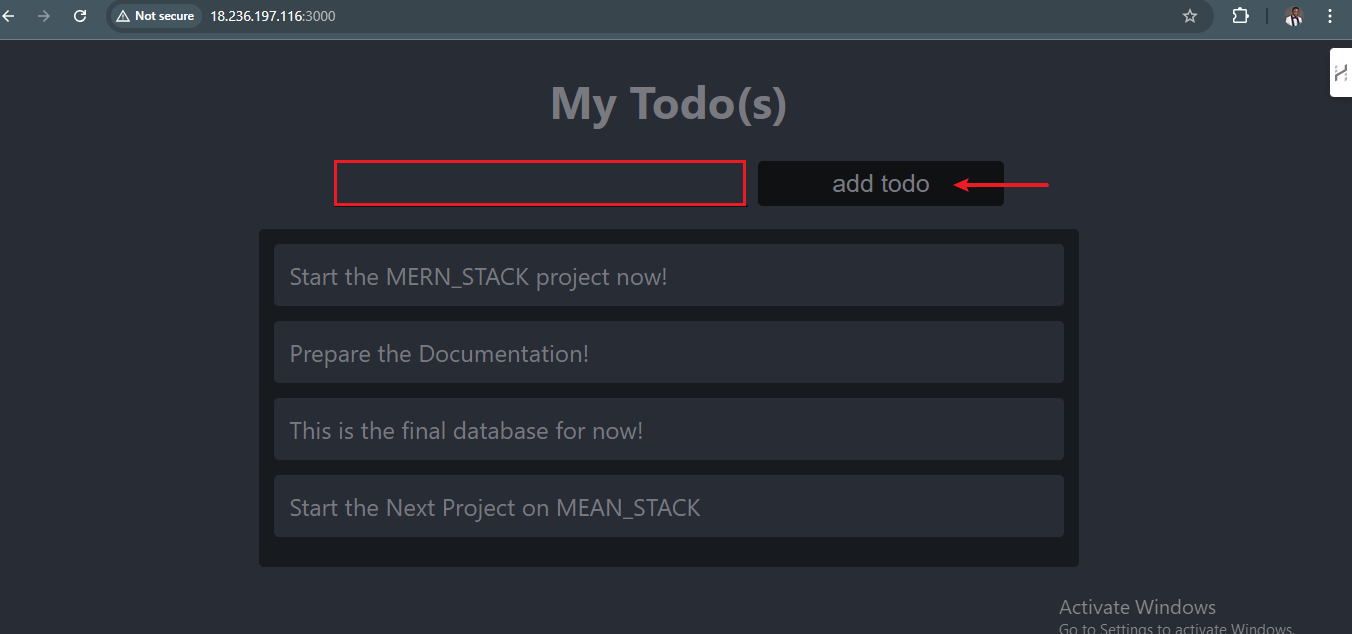 Not secure
18.236.197.116:3000
My Todo(s)
add todo
Start the MERN_STACK project now!
Prepare the Documentation!
This is the final database for now!
Start the Next Project on MEAN_STACK
Activate Windows
Go to Settings to activate Windows.